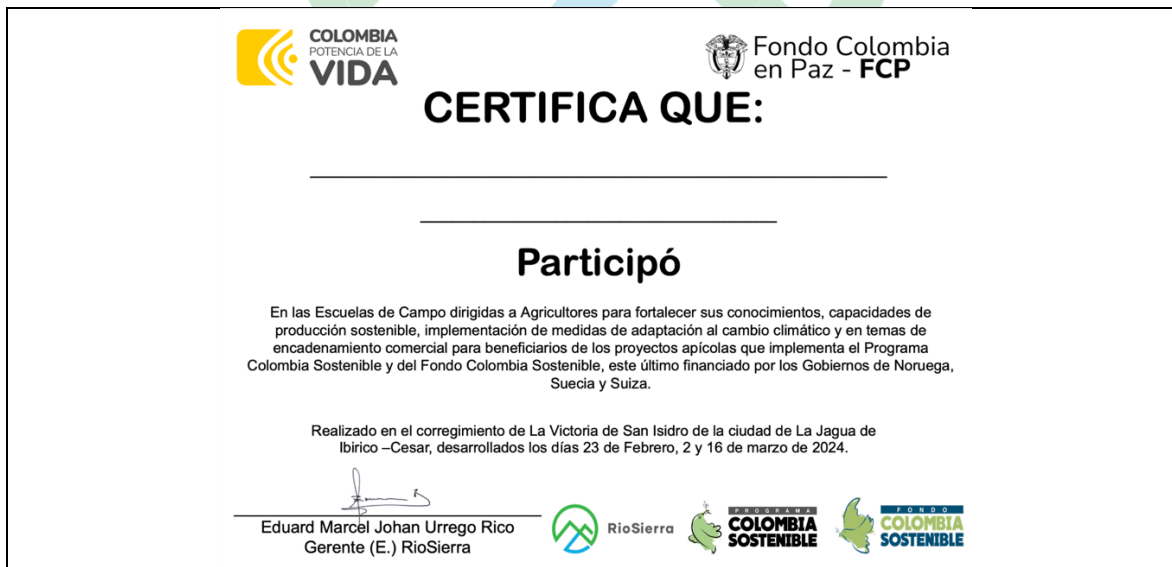 COLOMBIA
POTENCIA DE LA
VIDA
Fondo Colombia
en Paz - FCP
CERTIFICA QUE:
Participó
En las Escuelas de Campo dirigidas a Agricultores para fortalecer sus conocimientos, capacidades de
producción sostenible, implementación de medidas de adaptación al cambio climático y en temas de
encadenamiento comercial para beneficiarios de los proyectos apícolas que implementa el Programa
Colombia Sostenible y del Fondo Colombia Sostenible, este último financiado por los Gobiernos de Noruega,
Suecia y Suiza.
Realizado en el corregimiento de La Victoria de San Isidro de la ciudad de La Jagua de
Ibirico –Cesar, desarrollados los días 23 de Febrero, 2 y 16 de marzo de 2024.
Eduard Marcel Johan Urrego Rico
Gerente (E.) RioSierra
RioSierra
PROGRAMA
COLOMBIA
SOSTENIBLE
FONDO
COLOMBIA
SOSTENIBLE